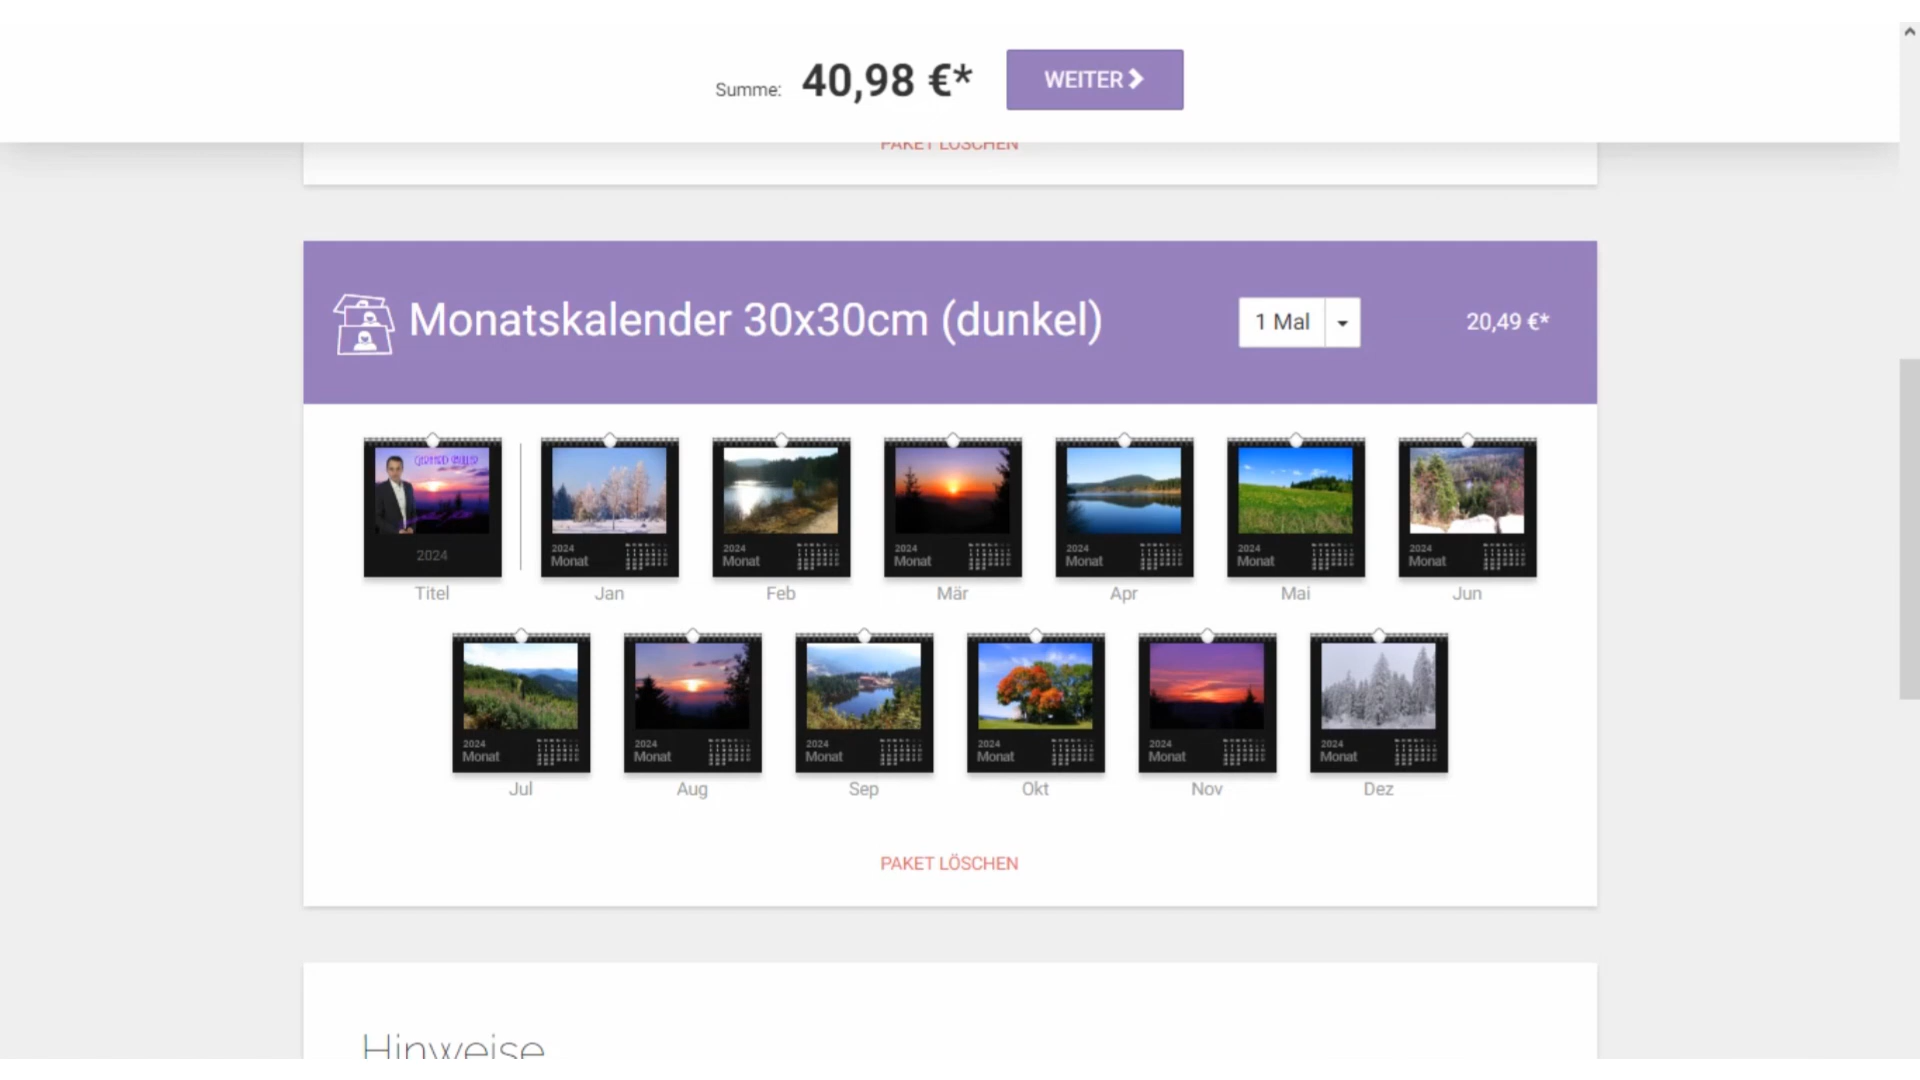 Summe: 40,98 €* WEITER
PAKET LÖSCHEN
Monatskalender 30x30cm (dunkel) 1 Mal 20,49 €*
2024
2024
Monat
2024
Monat
2024
Monat
2024
Monat
2024
Monat
2024
Monat
Titel Jan Feb Mär Apr Mai Jun
2024
Monat
2024
Monat
2024
Monat
2024
Monat
2024
Monat
2024
Monat
Jul Aug Sep Okt Nov Dez
PAKET LÖSCHEN
Hinweise